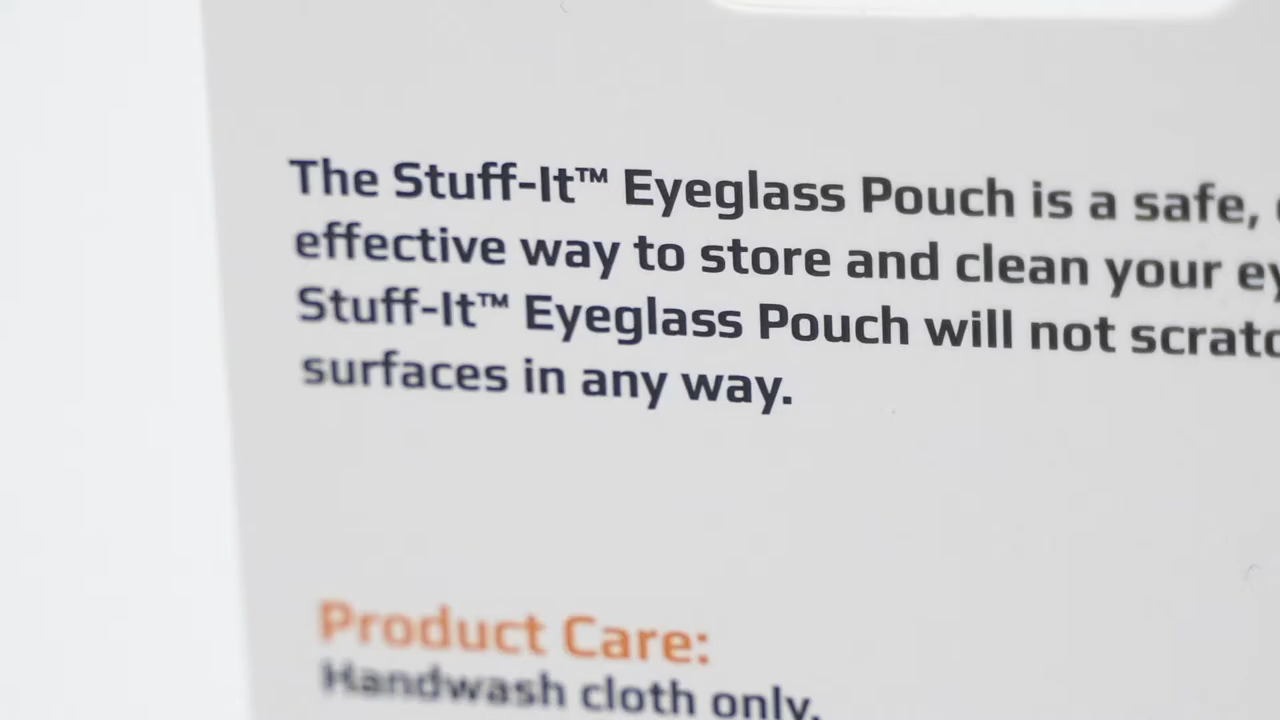 The Stuff-It™ Eyeglass Pouch is a safe,
effective way to store and clean your
Stuff-It™ Eyeglass Pouch will not
surfaces in any way.
Product Care:
Handwash cloth only.